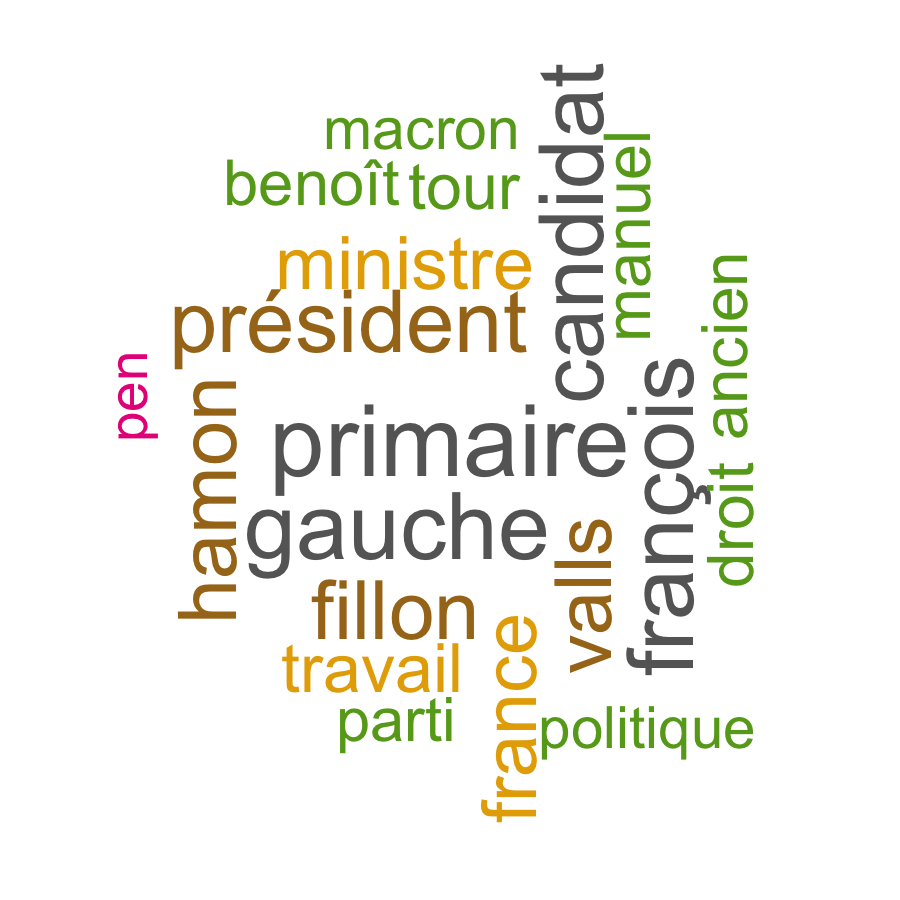 macron
benoît
tour
candidat
manuel
ministre
président
ancien
pen
hamon
primaire
françois
gauche
droit
valls
fillon
travail
france
parti
politique